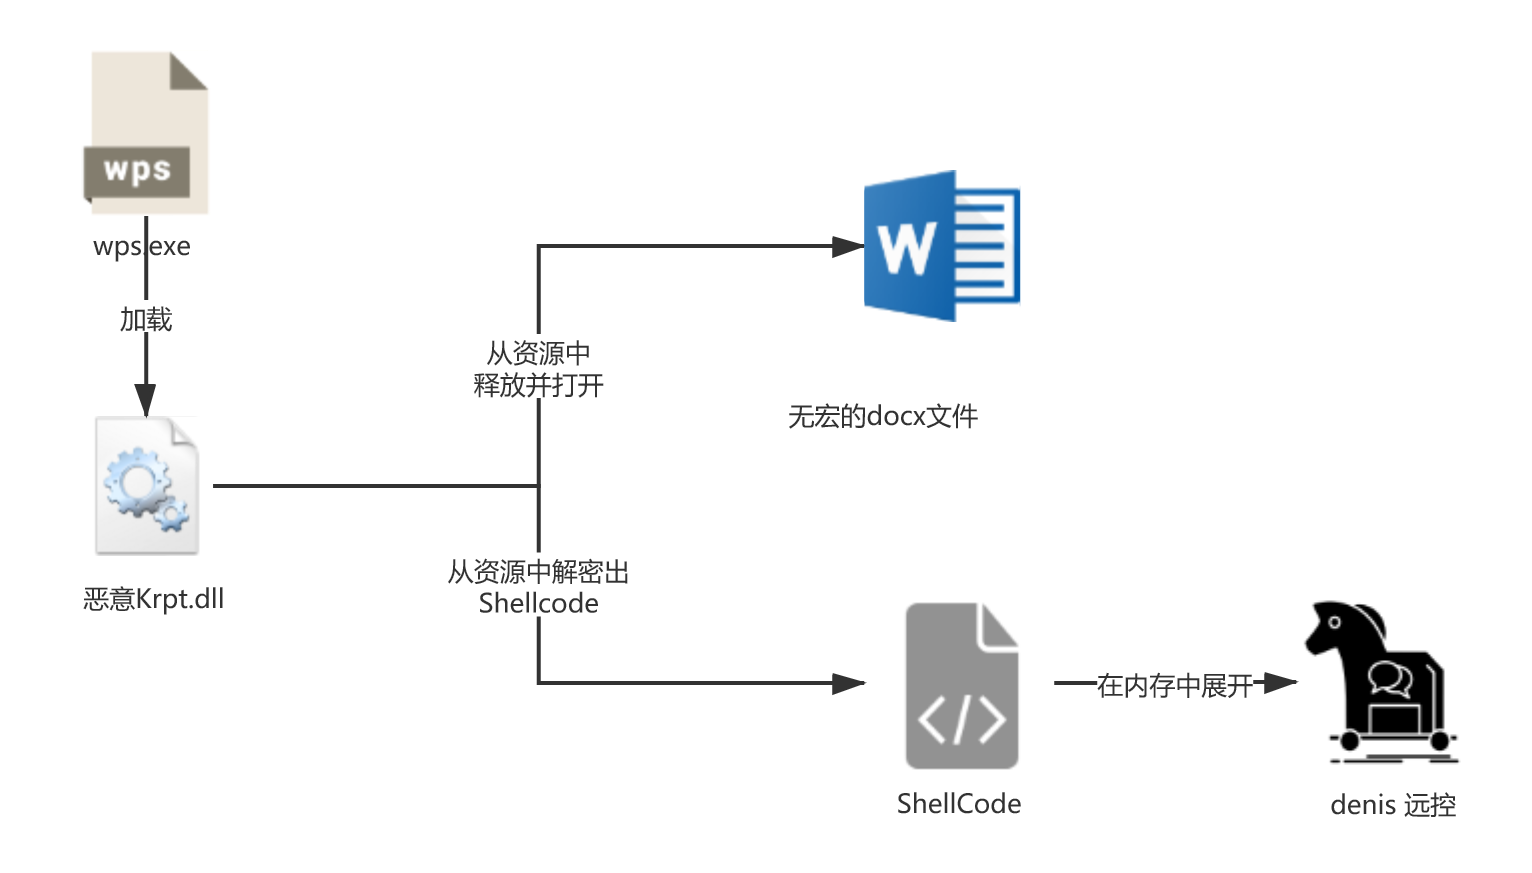 wps
wps.exe
加载
恶意Krpt.dll
从资源中
释放并打开
W
无宏的docx文件
从资源中解密出
Shellcode
</>
ShellCode
在内存中展开
denis 远控